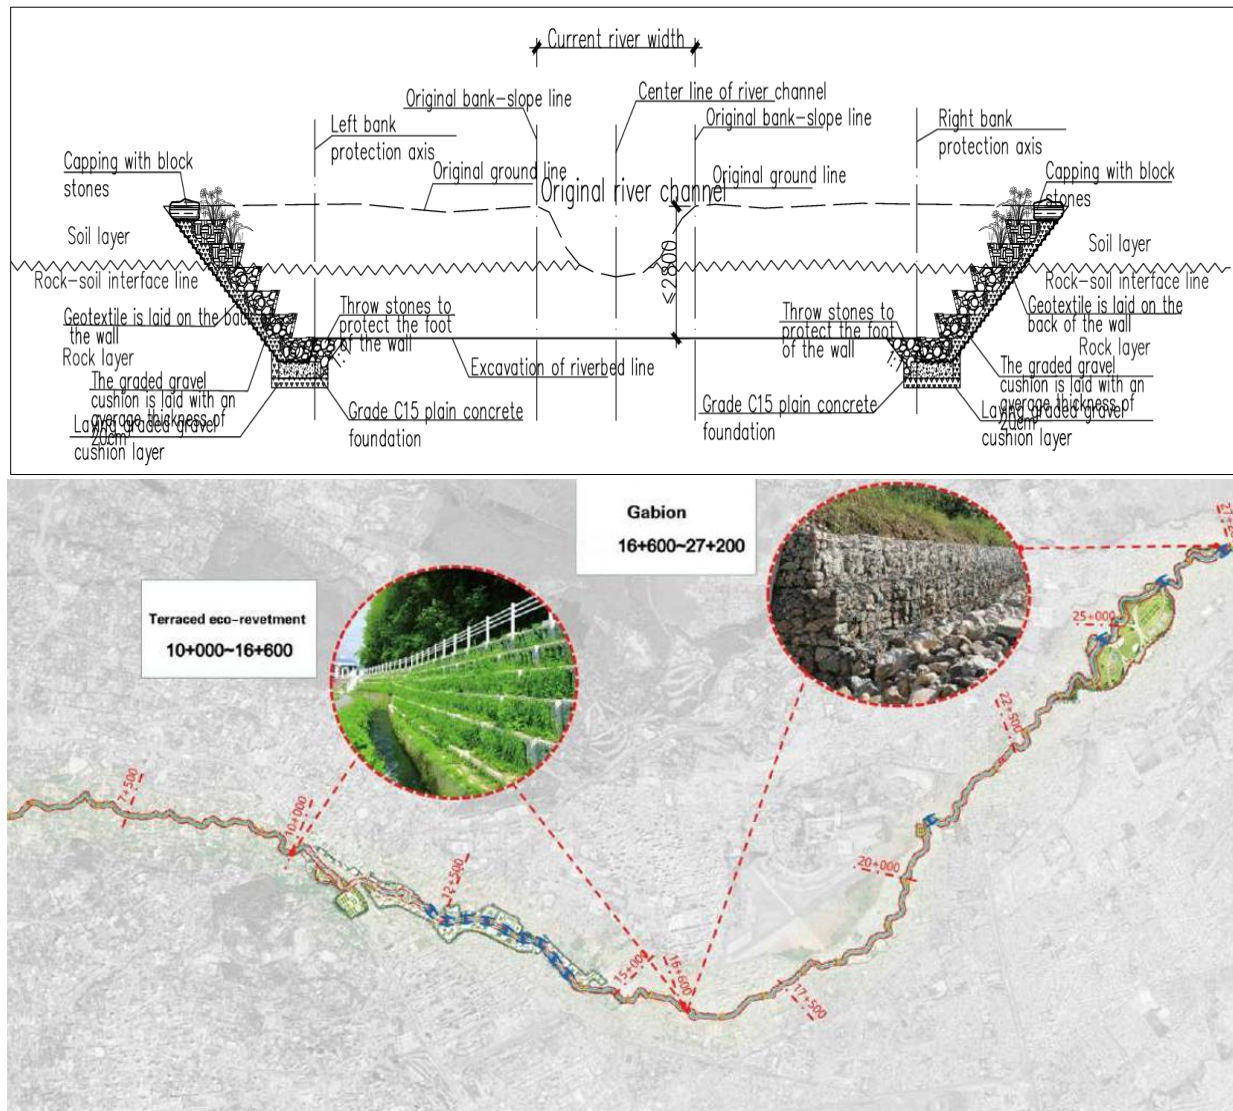 Current river width
Original bank-slope line
Center line of river channel
Original bank-slope line
Left bank
protection axis
Right bank
protection axis
Capping with block
stones
Original ground line
Original river channel
Original ground line
Capping with block
stones
Soil layer
Soil layer
Rock-soil interface line
Rock-soil interface line
≤2800
Geotextile is laid on the back
of the wall
Throw stones to
protect the foot
of the wall
Throw stones to
protect the foot
of the wall
Geotextile is laid on the
back of the wall
Rock layer
Rock layer
Excavation of riverbed line
The graded gravel
cushion is laid with an
average thickness of
20cm
The graded gravel
cushion is laid with an
average thickness of
20cm
Laying graded gravel
cushion layer
Grade C15 plain concrete
foundation
Grade C15 plain concrete
foundation
Laying graded gravel
cushion layer
Gabion
16+600~27+200
Terraced eco-revetment
10+000~16+600
7+500
10+000
12+500
15+000
16+600
17+500
20+000
22+500
25+000